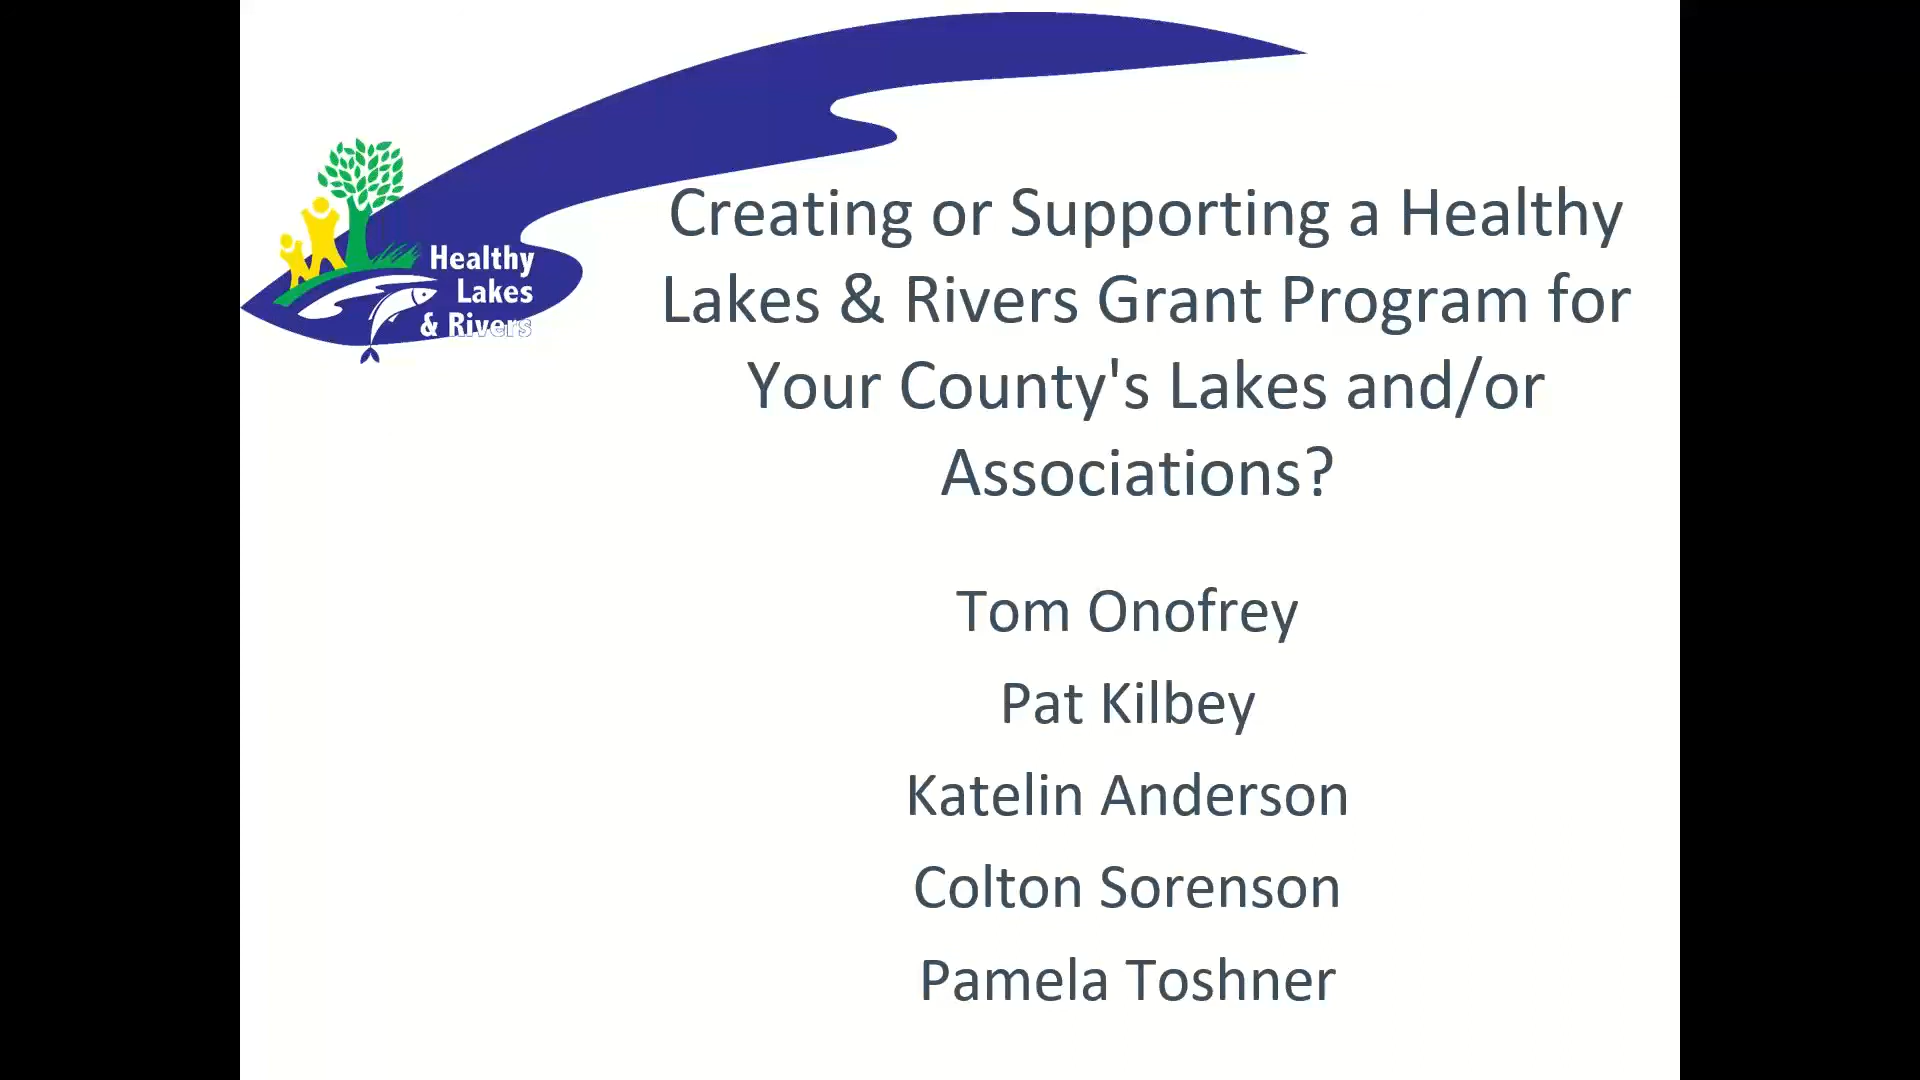 Healthy
Lakes
& Rivers
Creating or Supporting a Healthy
Lakes & Rivers Grant Program for
Your County's Lakes and/or
Associations?
Tom Onofrey
Pat Kilbey
Katelin Anderson
Colton Sorenson
Pamela Toshner